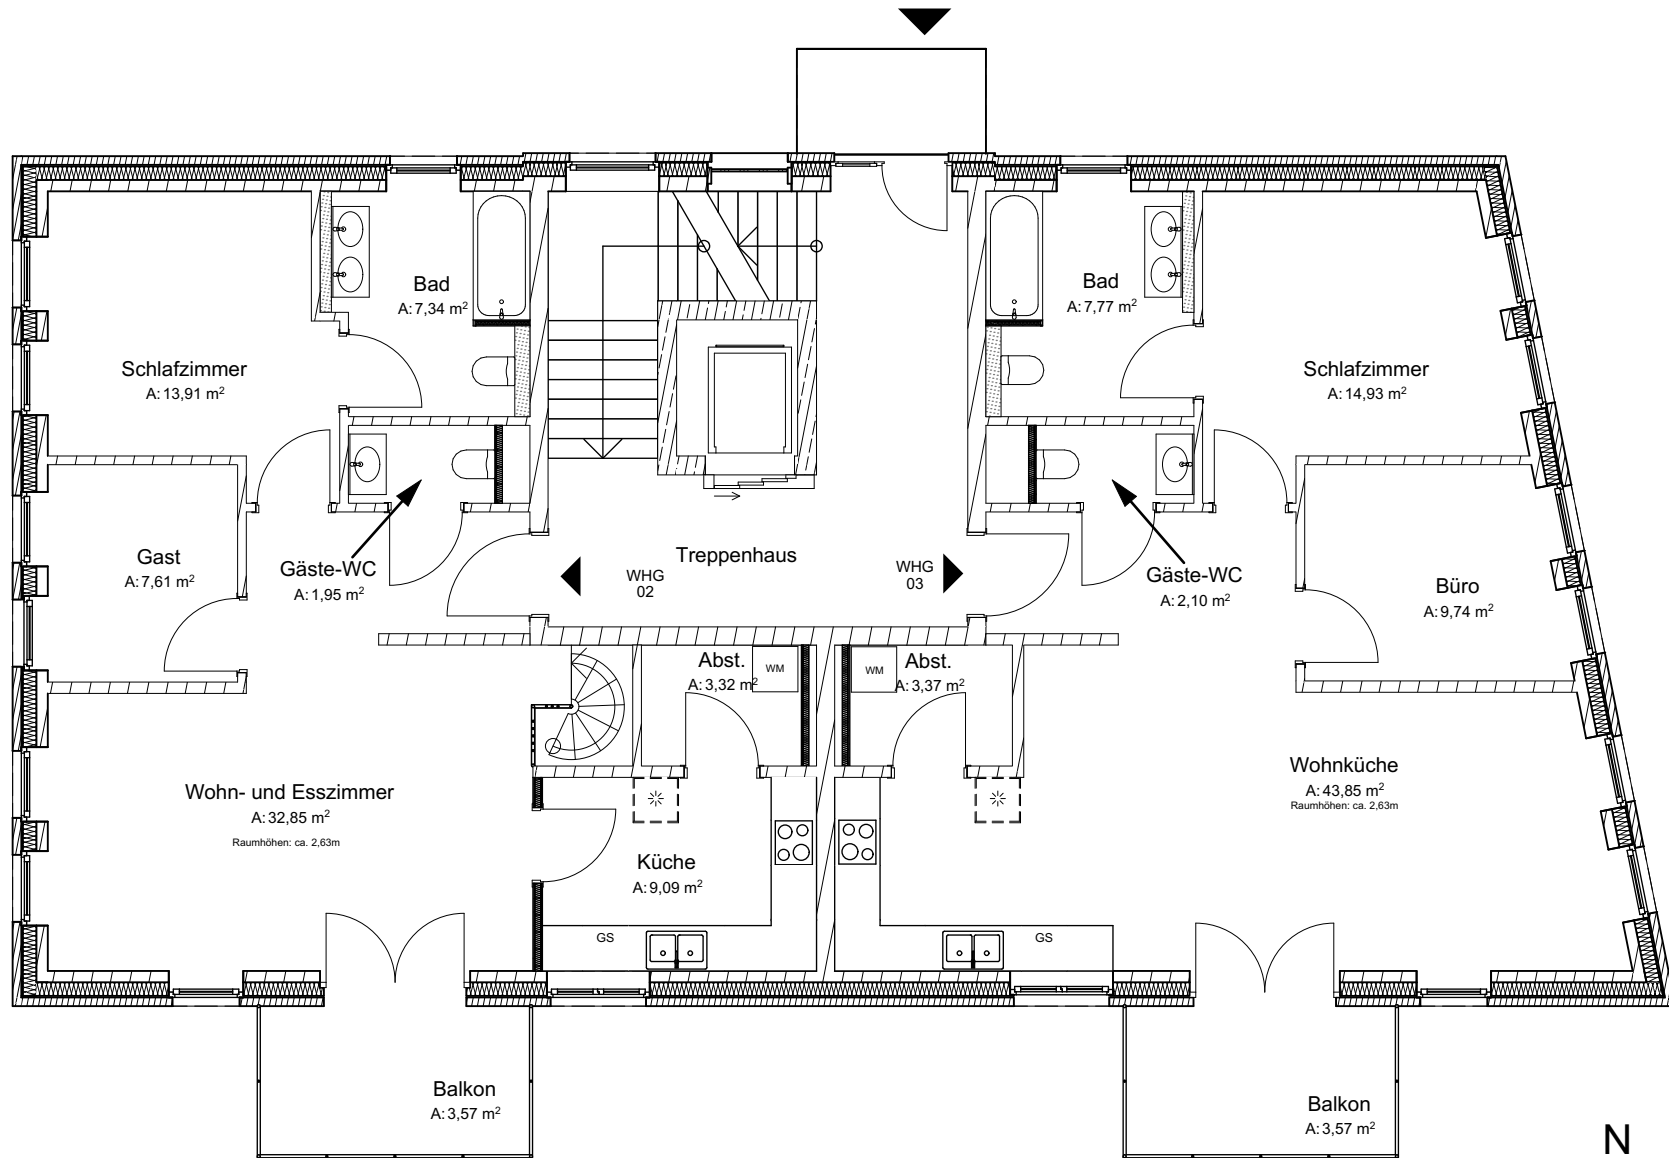 Bad
A: 7,34 m²
Bad
A: 7,77 m²
Schlafzimmer
A: 13,91 m²
Schlafzimmer
A: 14,93 m²
Gast
A: 7,61 m²
Gäste-WC
A: 1,95 m²
Treppenhaus
WHG
02
WHG
03
Gäste-WC
A: 2,10 m²
Büro
A: 9,74 m²
Abst.
A: 3,32 m²
WM
WM
Abst.
A: 3,37 m²
Wohn- und Esszimmer
A: 32,85 m²
Raumhöhen: ca. 2,63m
Wohnküche
A: 43,85 m²
Raumhöhen: ca. 2,63m
Küche
A: 9,09 m²
GS
GS
Balkon
A: 3,57 m²
Balkon
A: 3,57 m²
N